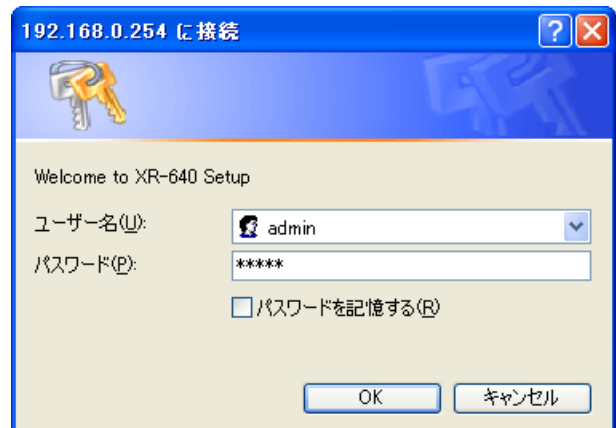 192.168.0.254 に接続
Welcome to XR-640 Setup
ユーザー名(U):
admin
パスワード(P):
*****
パスワードを記憶する(R)
OK
キャンセル